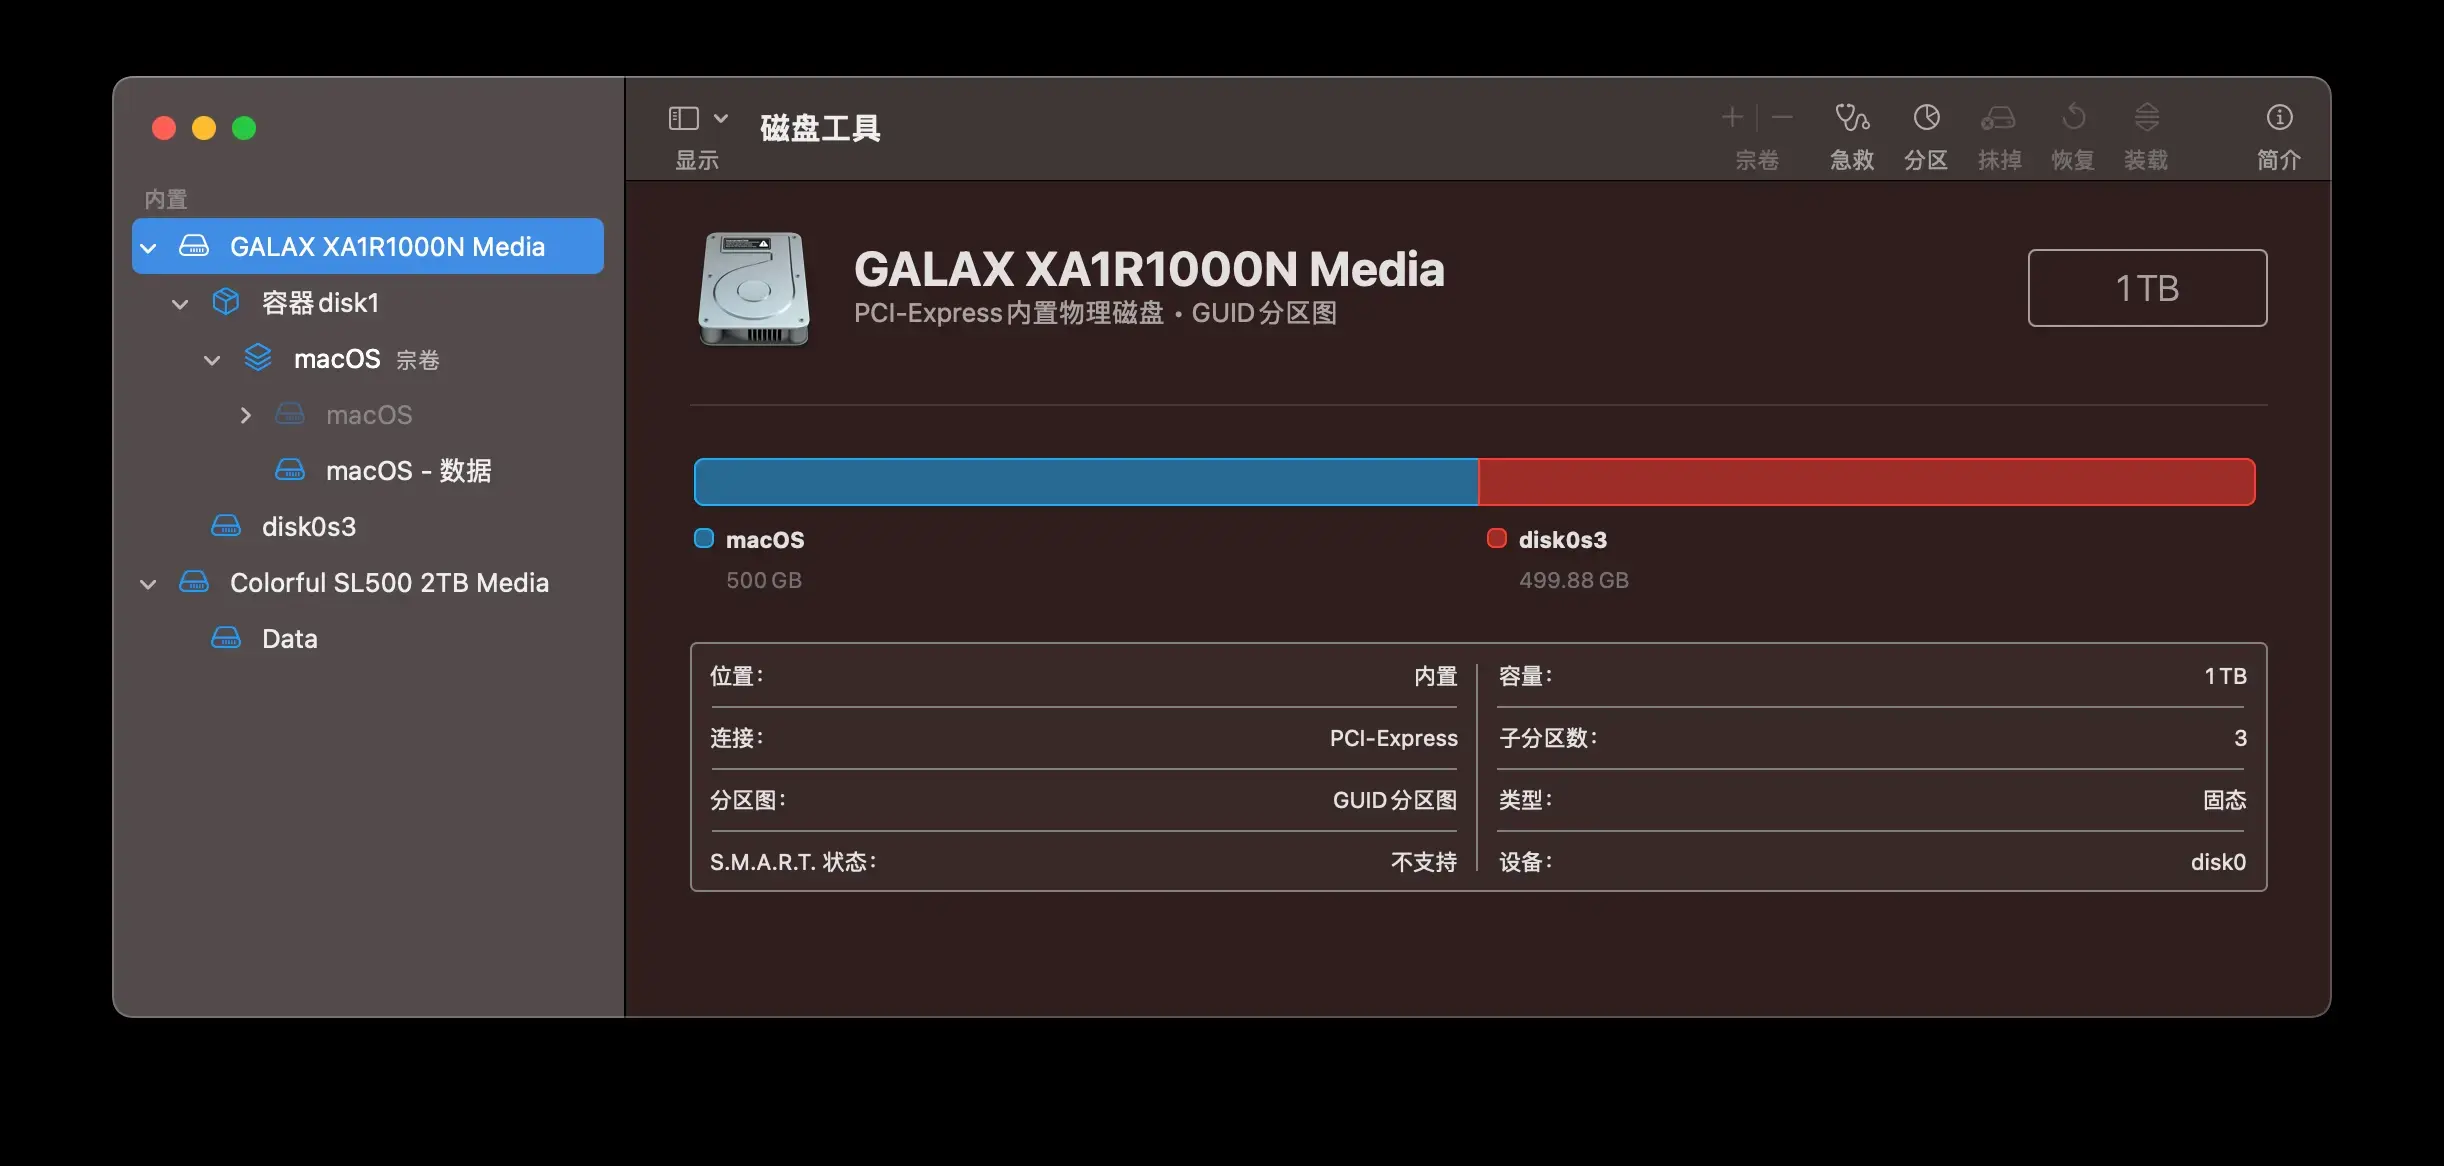 显示
磁盘工具
宗卷
急救
分区
抹掉
恢复
装载
简介
内置
GALAX XA1R1000N Media
容器disk1
macOS 宗卷
macOS
macOS - 数据
disk0s3
Colorful SL500 2TB Media
Data
GALAX XA1R1000N Media
PCI-Express内置物理磁盘 • GUID分区图
1 TB
macOS
500 GB
disk0s3
499.88 GB
位置： 内置
连接： PCI-Express
分区图： GUID分区图
S.M.A.R.T. 状态： 不支持
容量： 1 TB
子分区数： 3
类型： 固态
设备： disk0